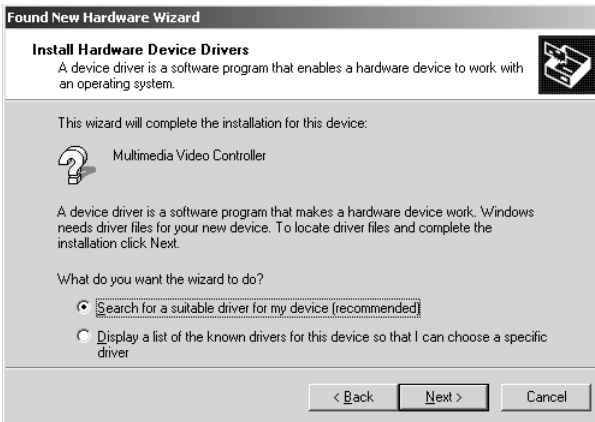 Found New Hardware Wizard
Install Hardware Device Drivers
A device driver is a software program that enables a hardware device to work with
an operating system.
This wizard will complete the installation for this device:
Multimedia Video Controller
A device driver is a software program that makes a hardware device work. Windows
needs driver files for your new device. To locate driver files and complete the
installation click Next.
What do you want the wizard to do?
Search for a suitable driver for my device (recommended)
Display a list of the known drivers for this device so that I can choose a specific
driver
< Back Next > Cancel